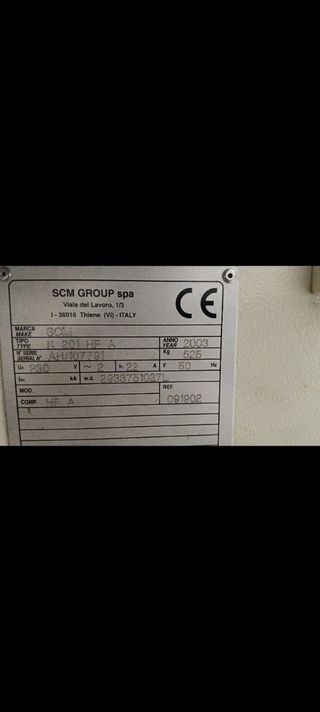 SCM GROUP spa
Viale del Lavoro, 1/3
I - 36016 Thiene (VI) - ITALY
CE
MARCA MAKE SCM
TIPO TYPE K 201 HF A ANNO YEAR 2003
N° SERIE SERIAL N° AH/107791 Kg 525
Un 230 V ~ 2 In 22 A F 50 Hz
Icc kA w.d. 2933751027L
MOD. REF.
COMP. HF A 091902